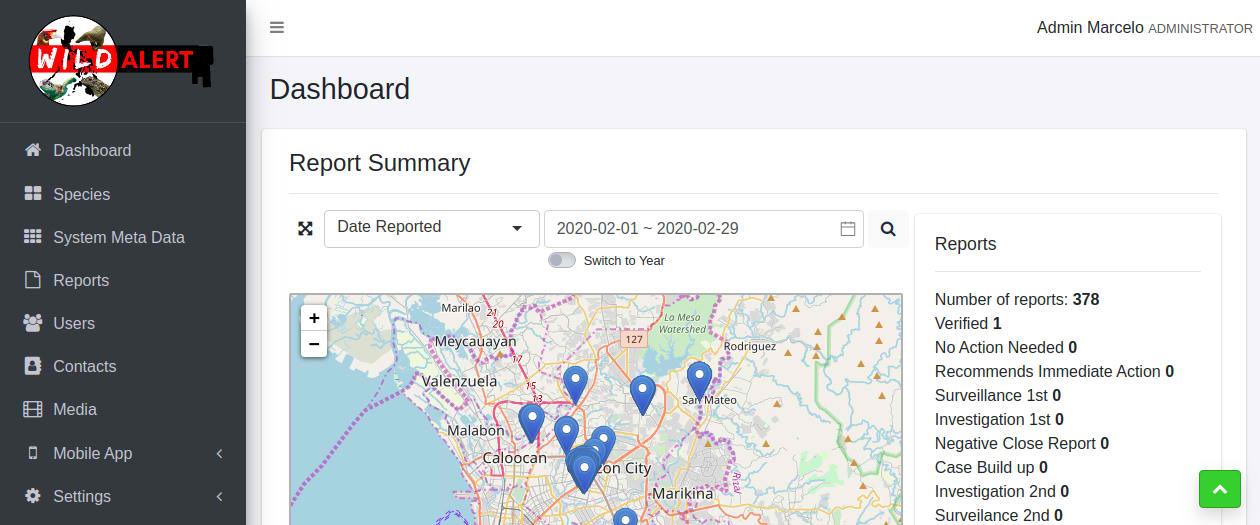 WILD ALERT
Admin Marcelo ADMINISTRATOR
Dashboard
Dashboard
Species
System Meta Data
Reports
Users
Contacts
Media
Mobile App
Settings
Report Summary
Date Reported
2020-02-01 ~ 2020-02-29
Switch to Year
+
−
Marilao
21
20
La Mesa
Watershed
127
Meycauayan
Rodriguez
17
Valenzuela
15
13
San Mateo
Malabon
Caloocan
zon City
Marikina
Rizal
Reports
Number of reports: 378
Verified 1
No Action Needed 0
Recommends Immediate Action 0
Surveillance 1st 0
Investigation 1st 0
Negative Close Report 0
Case Build up 0
Investigation 2nd 0
Surveilance 2nd 0